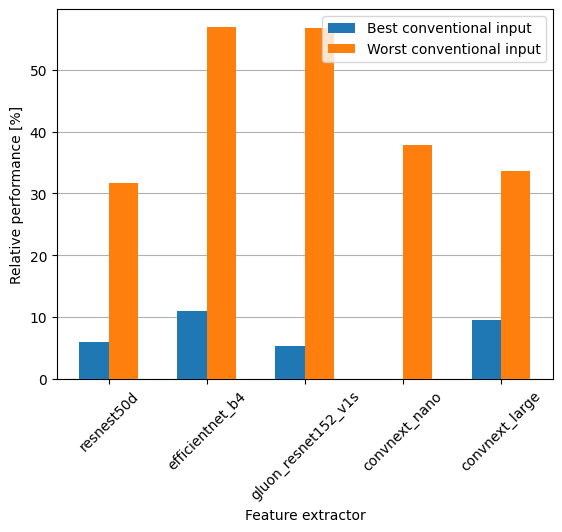 Best conventional input
Worst conventional input
Relative performance [%]
50
40
30
20
10
0
resnest50d
efficientnet_b4
gluon_resnet152_v1s
convnext_nano
convnext_large
Feature extractor